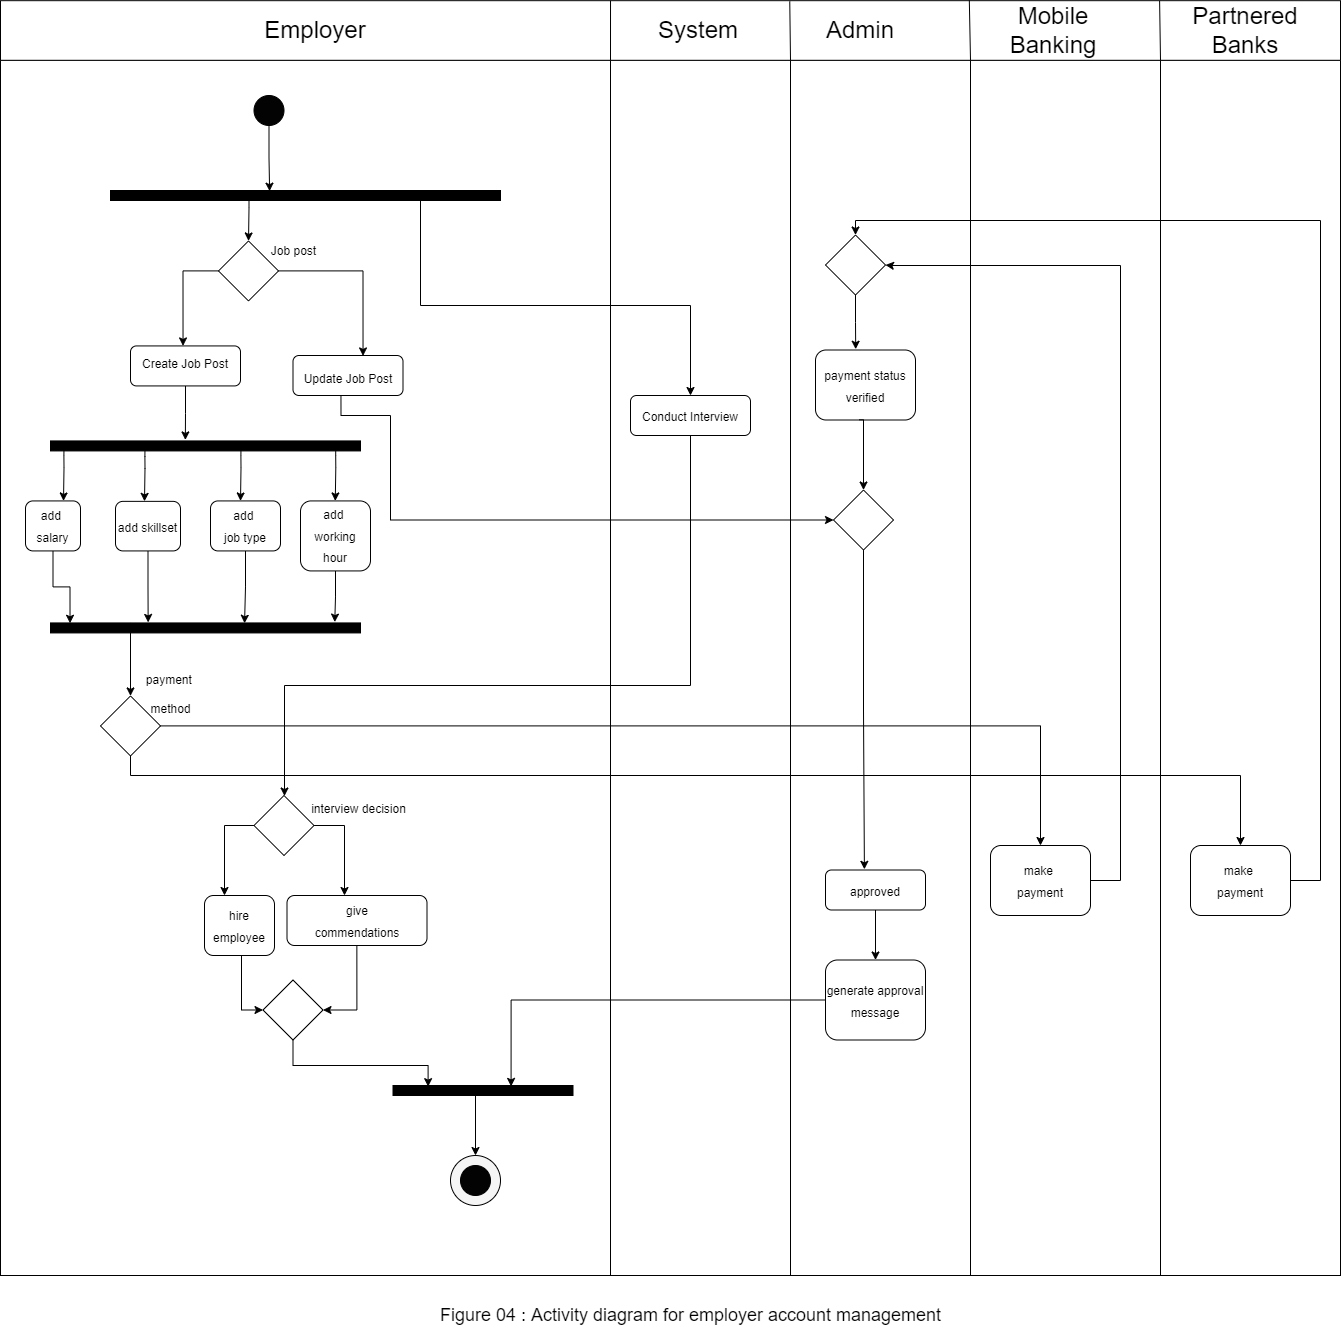 Employer
System
Admin
Mobile
Banking
Partnered
Banks
Job post
Create Job Post
Update Job Post
Conduct Interview
payment status
verified
add
salary
add skillset
add
job type
add
working
hour
payment
method
interview decision
hire
employee
give
commendations
approved
generate approval
message
make
payment
make
payment
Figure 04 : Activity diagram for employer account management